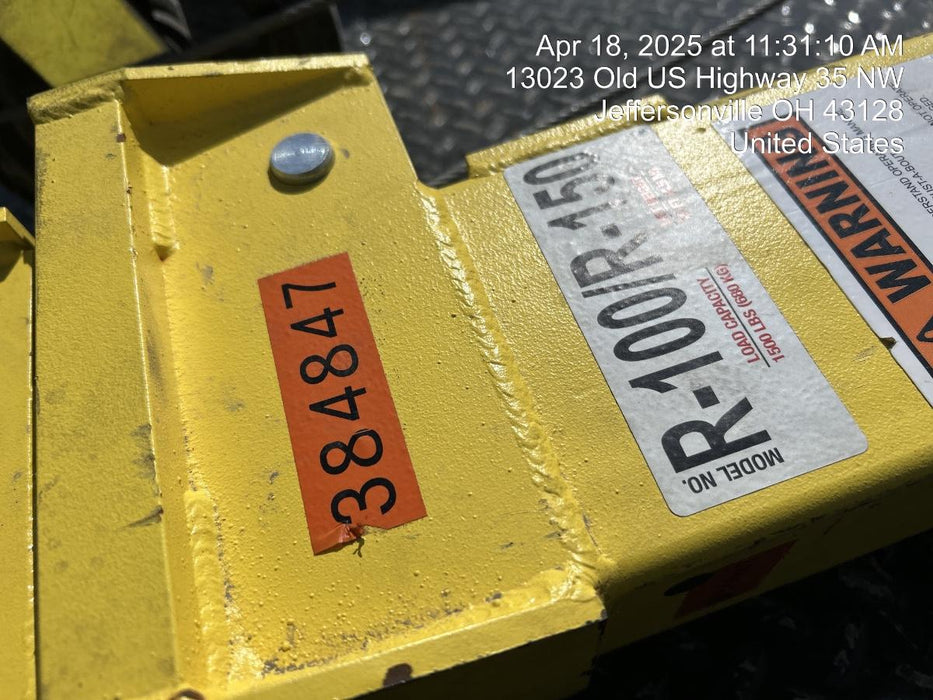 Apr 18, 2025 at 11:31:10 AM
13023 Old US Highway 35 NW
Jeffersonville OH 43128
United States
384847
MODEL NO.
R-100/R-150
LOAD CAPACITY
1500 LBS (680 KG)
WARNING